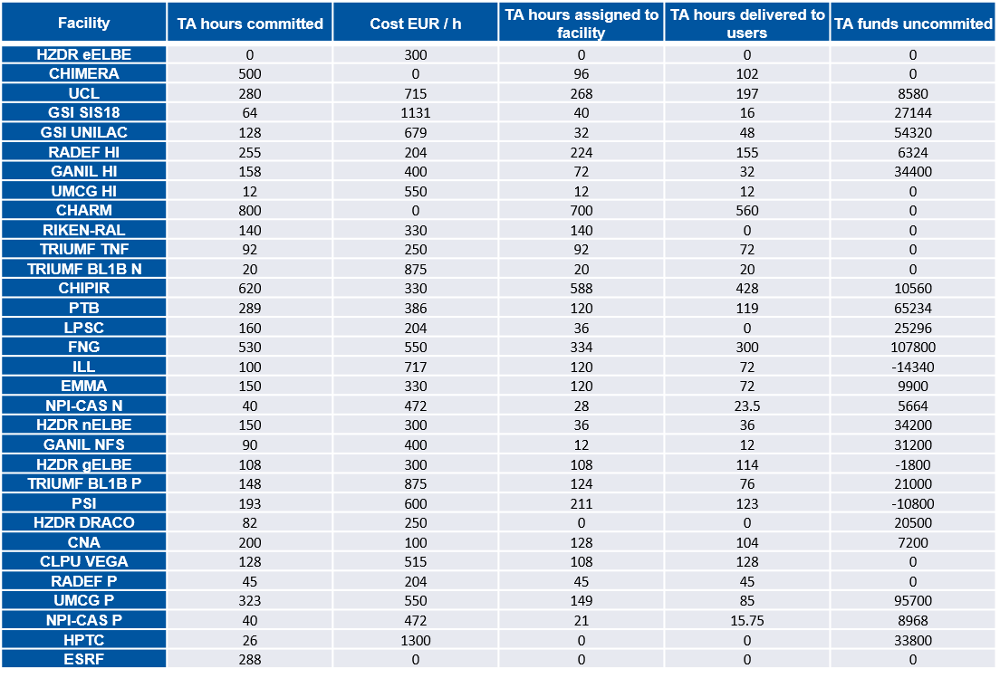 Facility TA hours committed Cost EUR / h TA hours assigned to facility TA hours delivered to users TA funds uncommited
HZDR eELBE 0 300 0 0 0
CHIMERA 500 0 96 102 0
UCL 280 715 268 197 8580
GSI SIS18 64 1131 40 16 27144
GSI UNILAC 128 679 32 48 54320
RADEF HI 255 204 224 155 6324
GANIL HI 158 400 72 32 34400
UMCG HI 12 550 12 12 0
CHARM 800 0 700 560 0
RIKEN-RAL 140 330 140 0 0
TRIUMF TNF 92 250 92 72 0
TRIUMF BL1B N 20 875 20 20 0
CHIPIR 620 330 588 428 10560
PTB 289 386 120 119 65234
LPSC 160 204 36 0 25296
FNG 530 550 334 300 107800
ILL 100 717 120 72 -14340
EMMA 150 330 120 72 9900
NPI-CAS N 40 472 28 23.5 5664
HZDR nELBE 150 300 36 36 34200
GANIL NFS 90 400 12 12 31200
HZDR gELBE 108 300 108 114 -1800
TRIUMF BL1B P 148 875 124 76 21000
PSI 193 600 211 123 -10800
HZDR DRACO 82 250 0 0 20500
CNA 200 100 128 104 7200
CLPU VEGA 128 515 108 128 0
RADEF P 45 204 45 45 0
UMCG P 323 550 149 85 95700
NPI-CAS P 40 472 21 15.75 8968
HPTC 26 1300 0 0 33800
ESRF 288 0 0 0 0